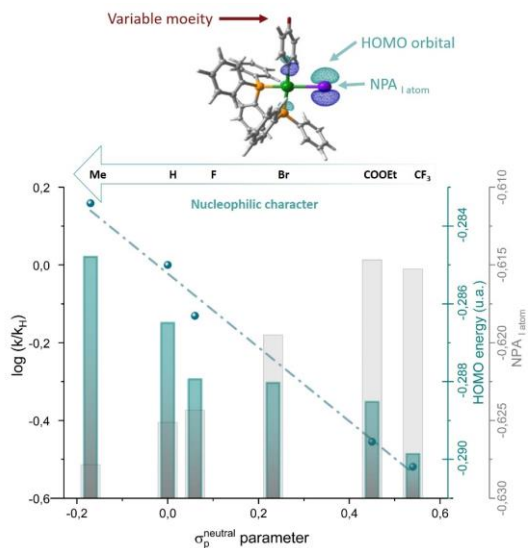 Variable moeity
HOMO orbital
NPA I atom
Me H F Br COOEt CF3
Nucleophilic character
0,2
0,0
-0,2
-0,4
-0,6
log (k/kH)
-0,2 0,0 0,2 0,4 0,6
σp neutral parameter
-0,284
-0,286
-0,288
-0,290
HOMO energy (u.a.)
-0,610
-0,615
-0,620
-0,625
-0,630
NPA I atom